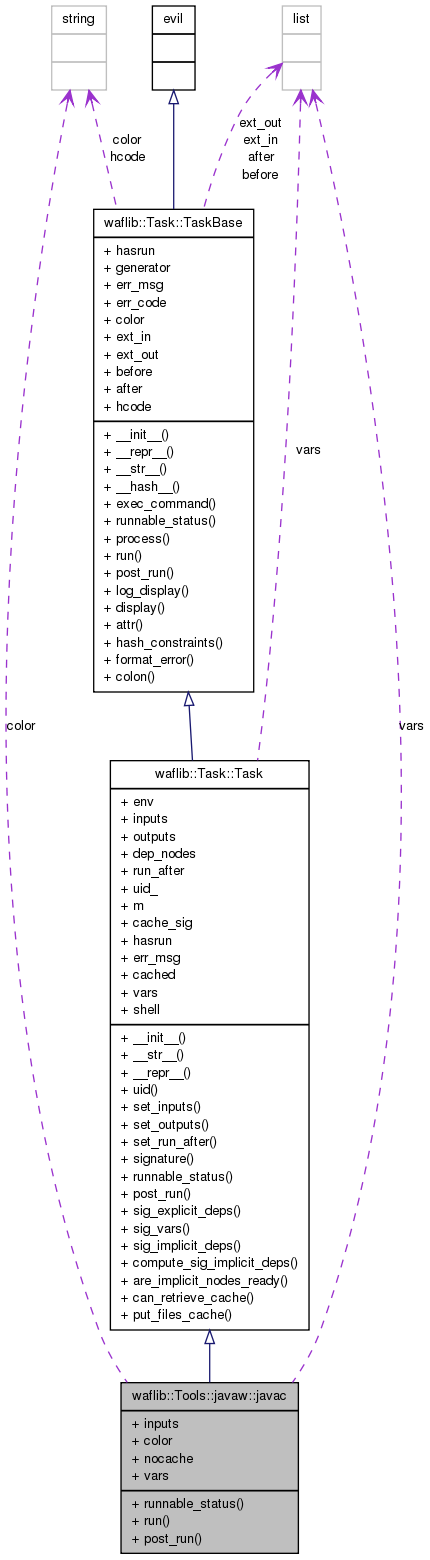 string
evil
list
color
hcode
ext_out
ext_in
after
before
waflib::Task::TaskBase
+ hasrun
+ generator
+ err_msg
+ err_code
+ color
+ ext_in
+ ext_out
+ before
+ after
+ hcode
+ __init__()
+ __repr__()
+ __str__()
+ __hash__()
+ exec_command()
+ runnable_status()
+ process()
+ run()
+ post_run()
+ log_display()
+ display()
+ attr()
+ hash_constraints()
+ format_error()
+ colon()
vars
color
vars
waflib::Task::Task
+ env
+ inputs
+ outputs
+ dep_nodes
+ run_after
+ uid_
+ m
+ cache_sig
+ hasrun
+ err_msg
+ cached
+ vars
+ shell
+ __init__()
+ __str__()
+ __repr__()
+ uid()
+ set_inputs()
+ set_outputs()
+ set_run_after()
+ signature()
+ runnable_status()
+ post_run()
+ sig_explicit_deps()
+ sig_vars()
+ sig_implicit_deps()
+ compute_sig_implicit_deps()
+ are_implicit_nodes_ready()
+ can_retrieve_cache()
+ put_files_cache()
waflib::Tools::javaw::javac
+ inputs
+ color
+ nocache
+ vars
+ runnable_status()
+ run()
+ post_run()